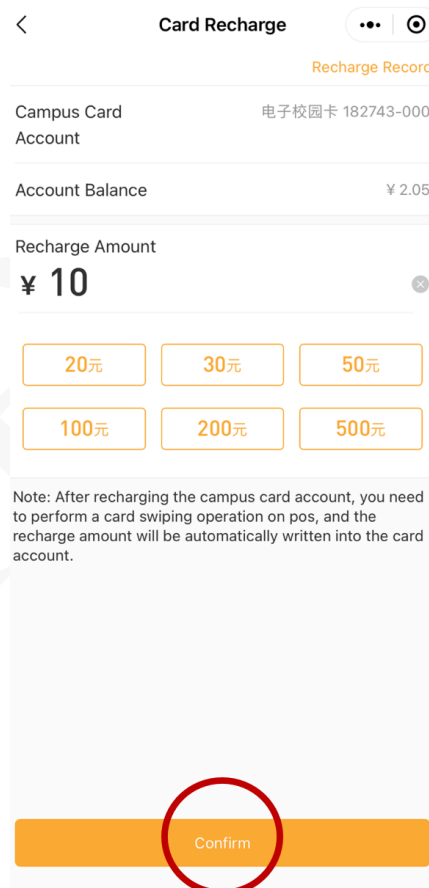 Card Recharge
Recharge Record
Campus Card 电子校园卡 182743-000
Account
Account Balance ¥ 2.05
Recharge Amount
¥ 10
20元 30元 50元
100元 200元 500元
Note: After recharging the campus card account, you need
to perform a card swiping operation on pos, and the
recharge amount will be automatically written into the card
account.
Confirm